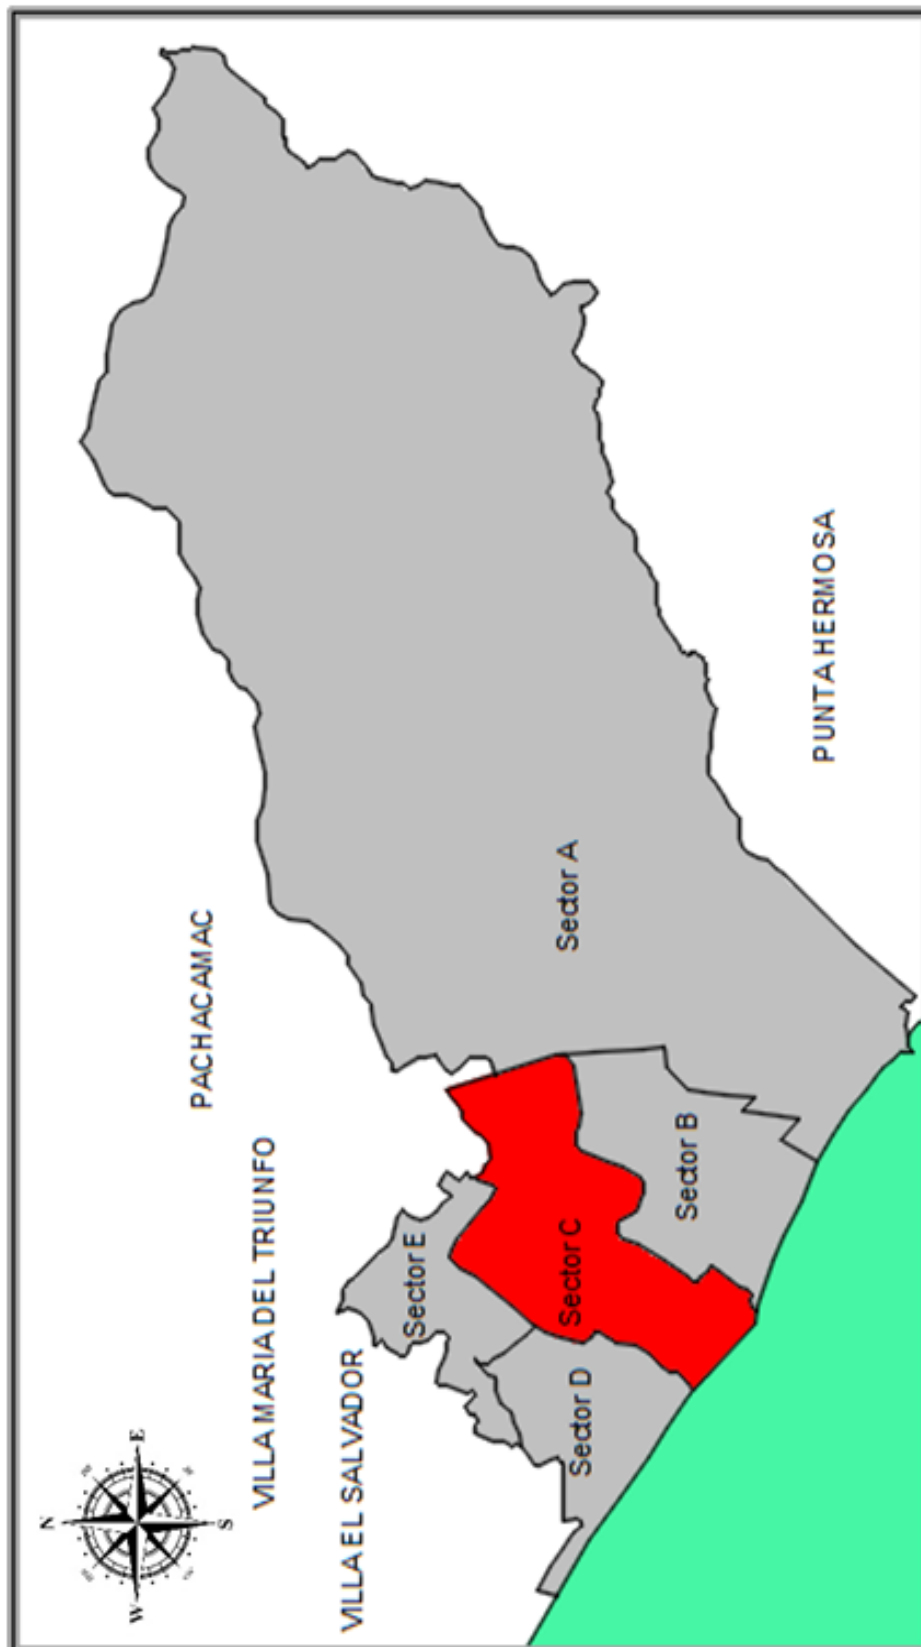 N
W E
S
PACHACAMAC
VILLA MARIA DEL TRIUNFO
VILLA EL SALVADOR
Sector E
Sector D
Sector C
Sector A
Sector B
PUNTA HERMOSA